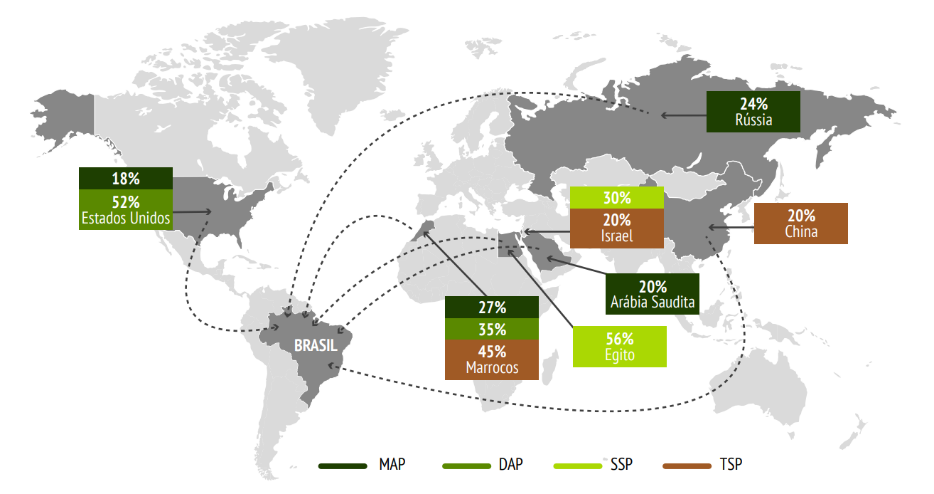 24%
Rússia
18%
52%
Estados Unidos
30%
20%
Israel
20%
China
20%
Arábia Saudita
27%
35%
45%
Marrocos
56%
Egito
BRASIL
MAP
DAP
SSP
TSP